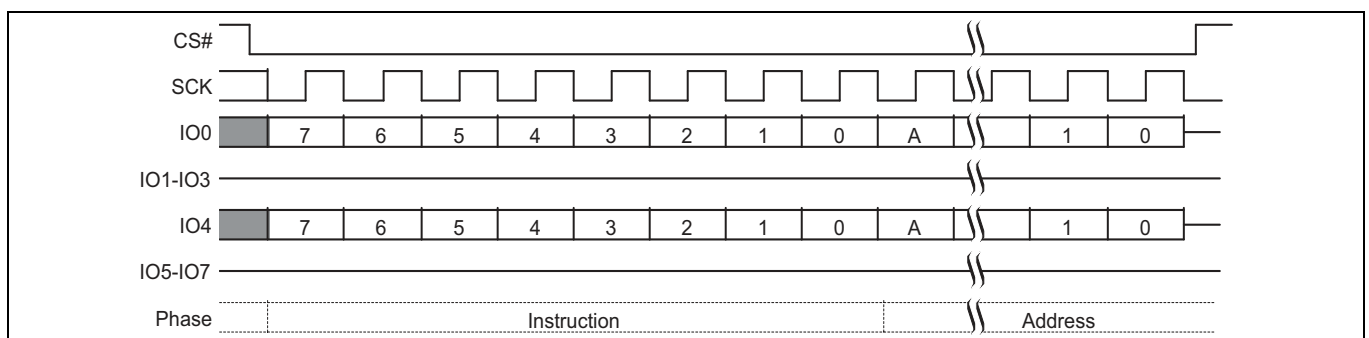 CS#
SCK
IO0 7 6 5 4 3 2 1 0 A 1 0
IO1-IO3
IO4 7 6 5 4 3 2 1 0 A 1 0
IO5-IO7
Phase Instruction Address